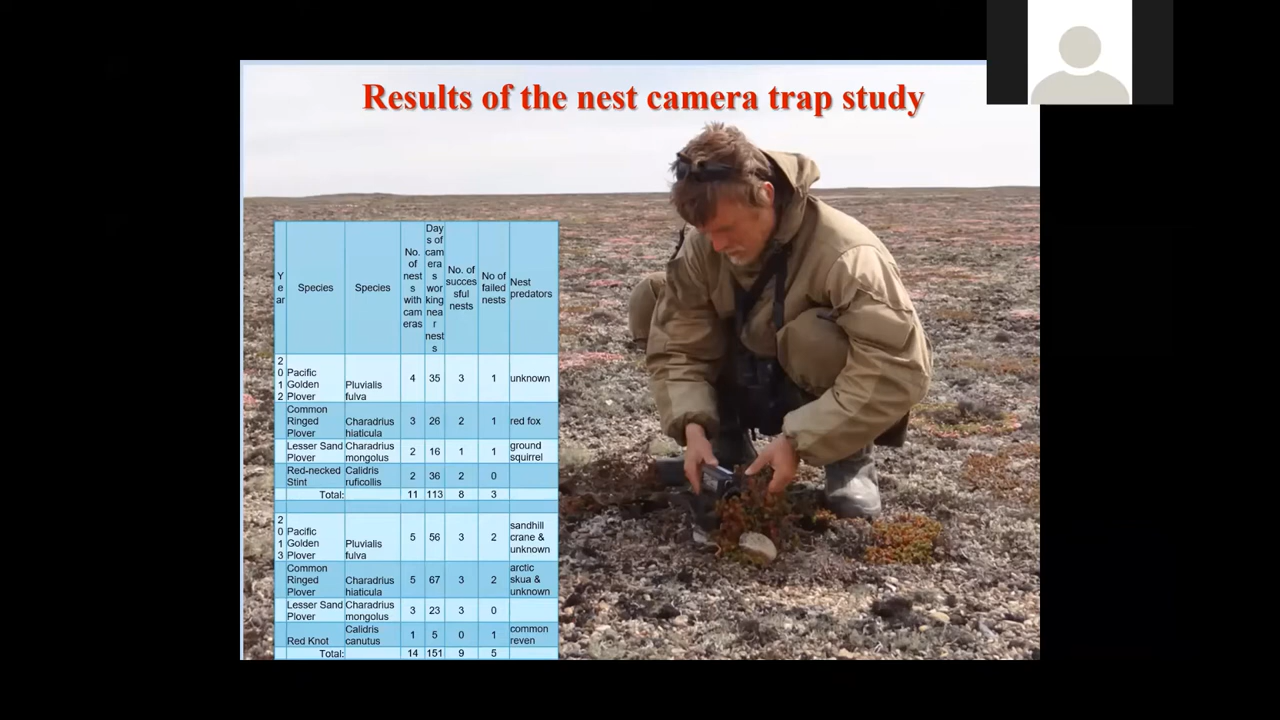 Results of the nest camera trap study
Year Species Species No. of nests with cameras Days of cameras working near nests No. of successful nests No of failed nests Nest predators
2012 Pacific Golden Plover Pluvialis fulva 4 35 3 1 unknown
Common Ringed Plover Charadrius hiaticula 3 26 2 1 red fox
Lesser Sand Plover Charadrius mongolus 2 16 1 1 ground squirrel
Red-necked Stint Calidris ruficollis 2 36 2 0
Total: 11 113 8 3
2013 Pacific Golden Plover Pluvialis fulva 5 56 3 2 sandhill crane & unknown
Common Ringed Plover Charadrius hiaticula 5 67 3 2 arctic skua & unknown
Lesser Sand Plover Charadrius mongolus 3 23 3 0
Red Knot Calidris canutus 1 5 0 1 common reven
Total: 14 151 9 5